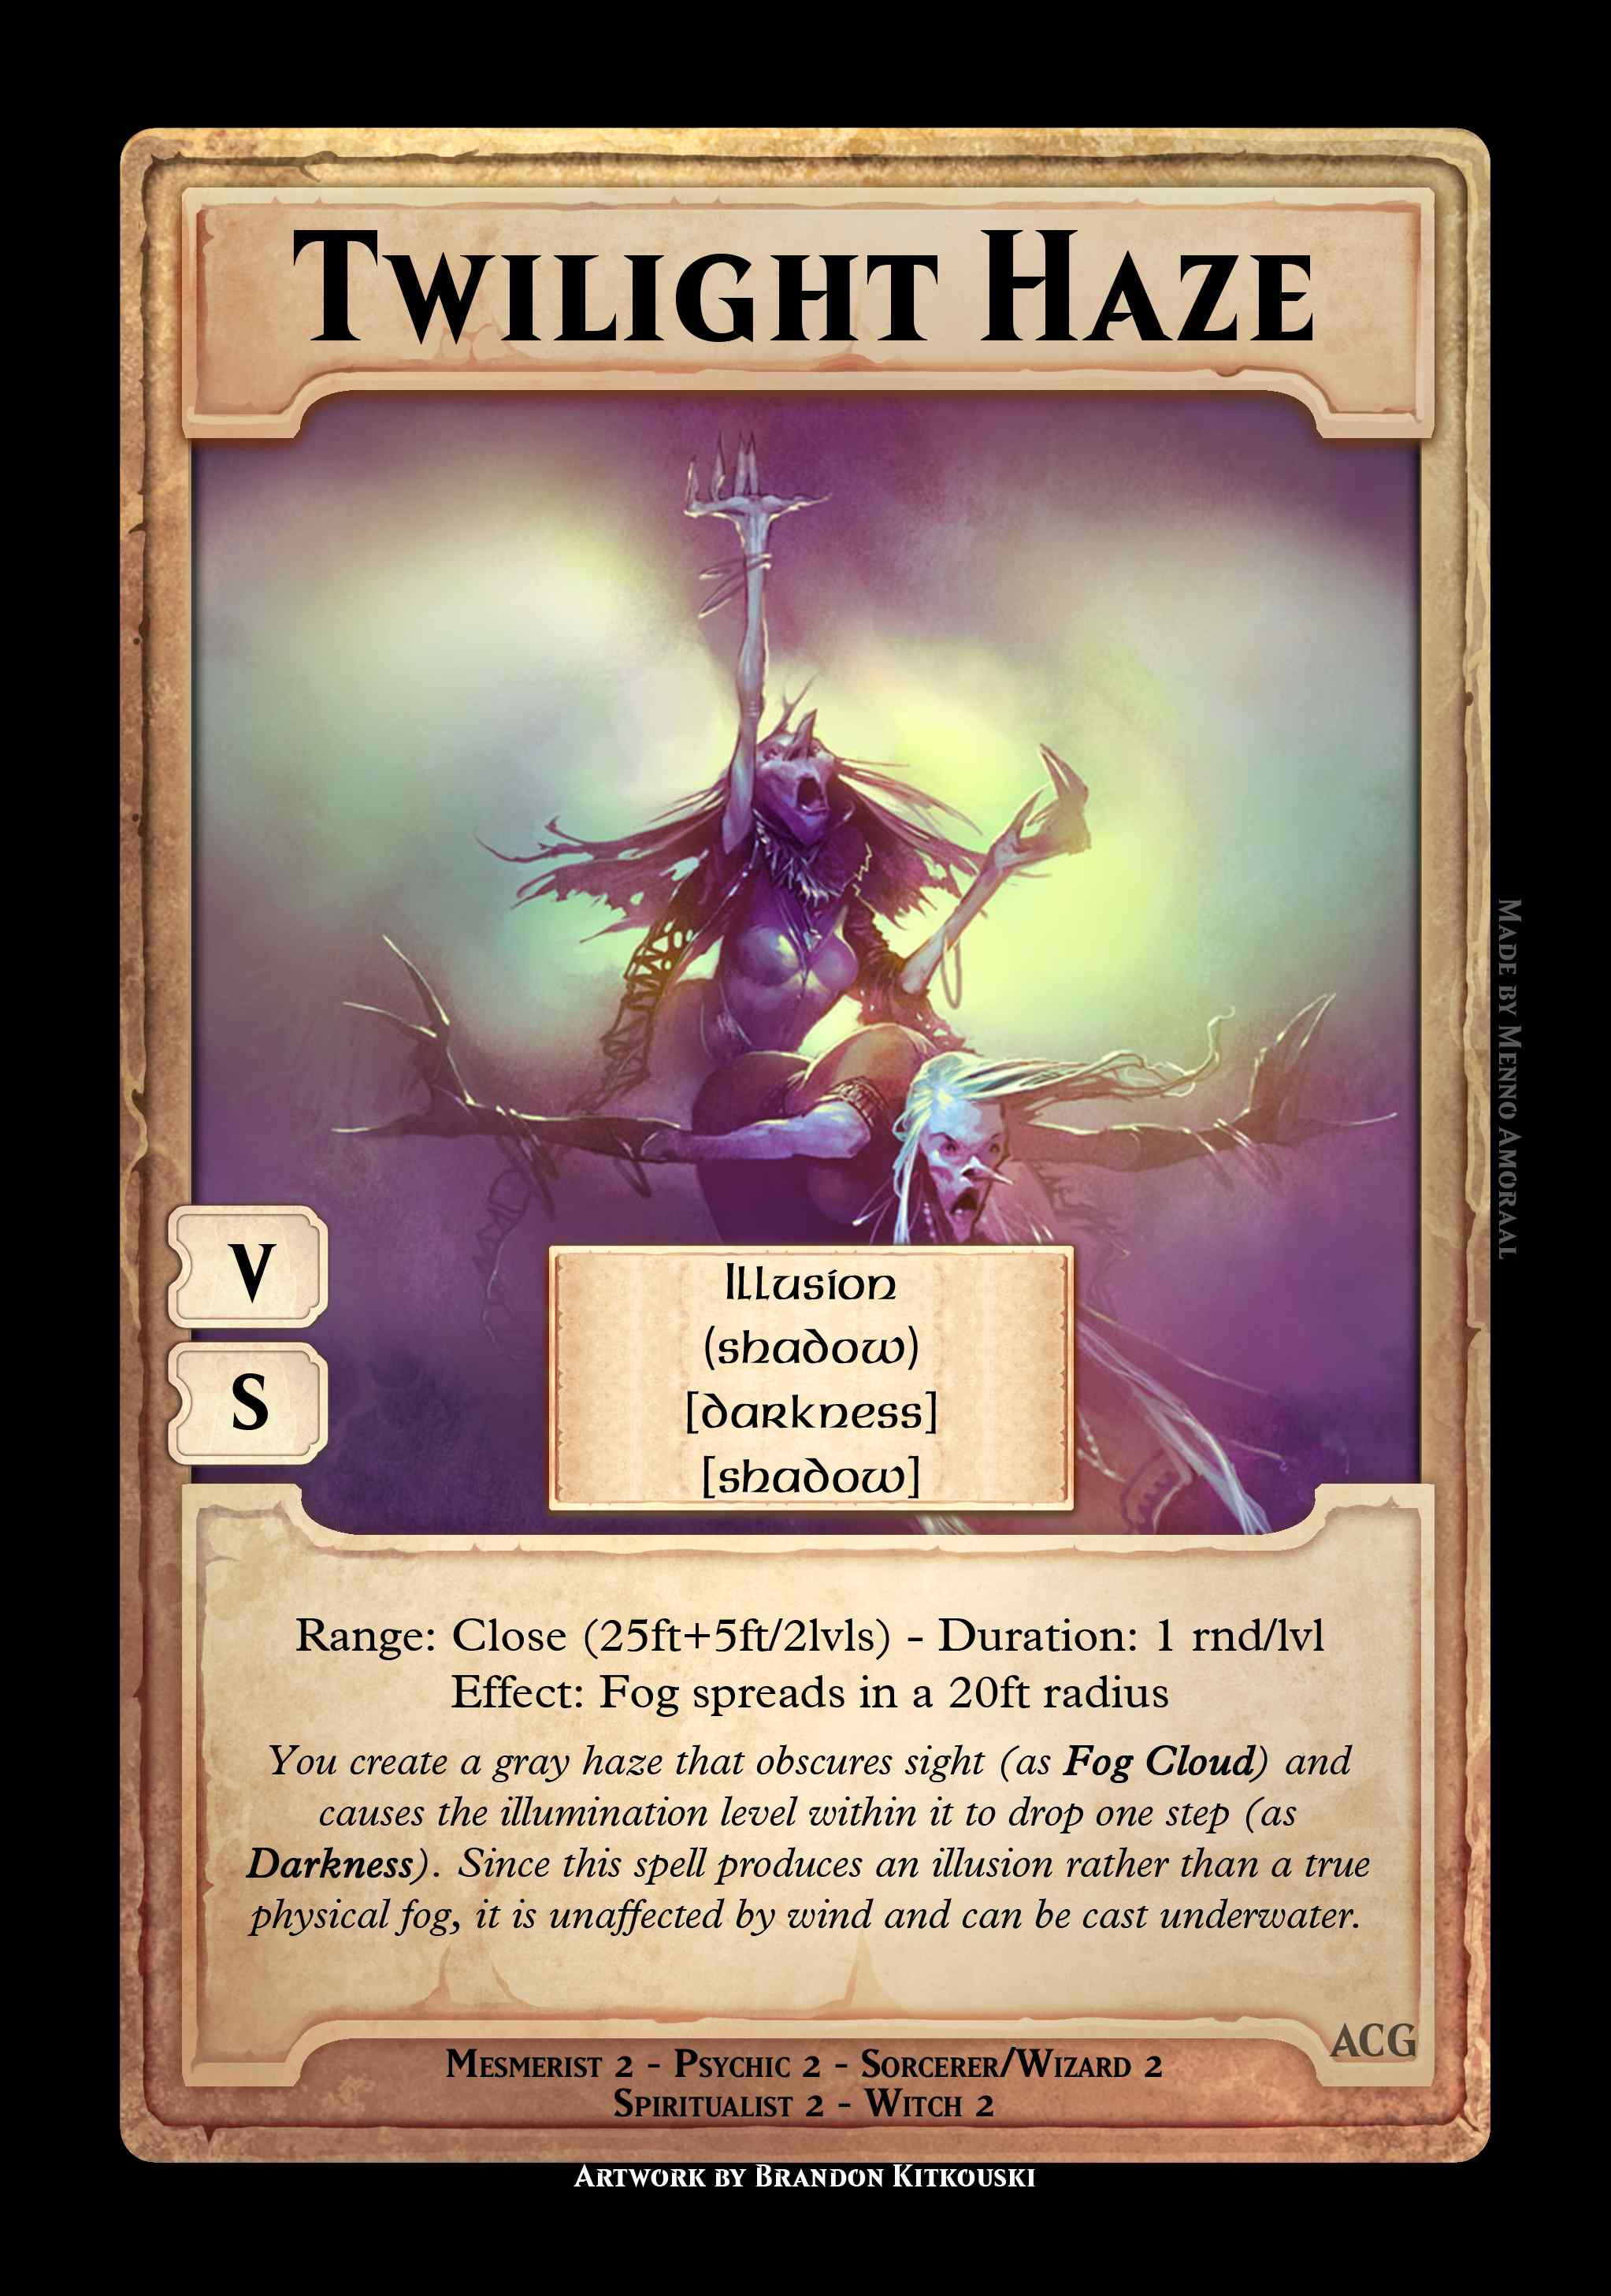 Twilight Haze
V
S
Illusion
(shadow)
[darkness]
[shadow]
Range: Close (25ft+5ft/2lvls) - Duration: 1 rnd/lvl
Effect: Fog spreads in a 20ft radius
You create a gray haze that obscures sight (as Fog Cloud) and
causes the illumination level within it to drop one step (as
Darkness). Since this spell produces an illusion rather than a true
physical fog, it is unaffected by wind and can be cast underwater.
ACG
Mesmerist 2 - Psychic 2 - Sorcerer/Wizard 2
Spiritualist 2 - Witch 2
Artwork by Brandon Kitkouski
Made by Menno Amoraal